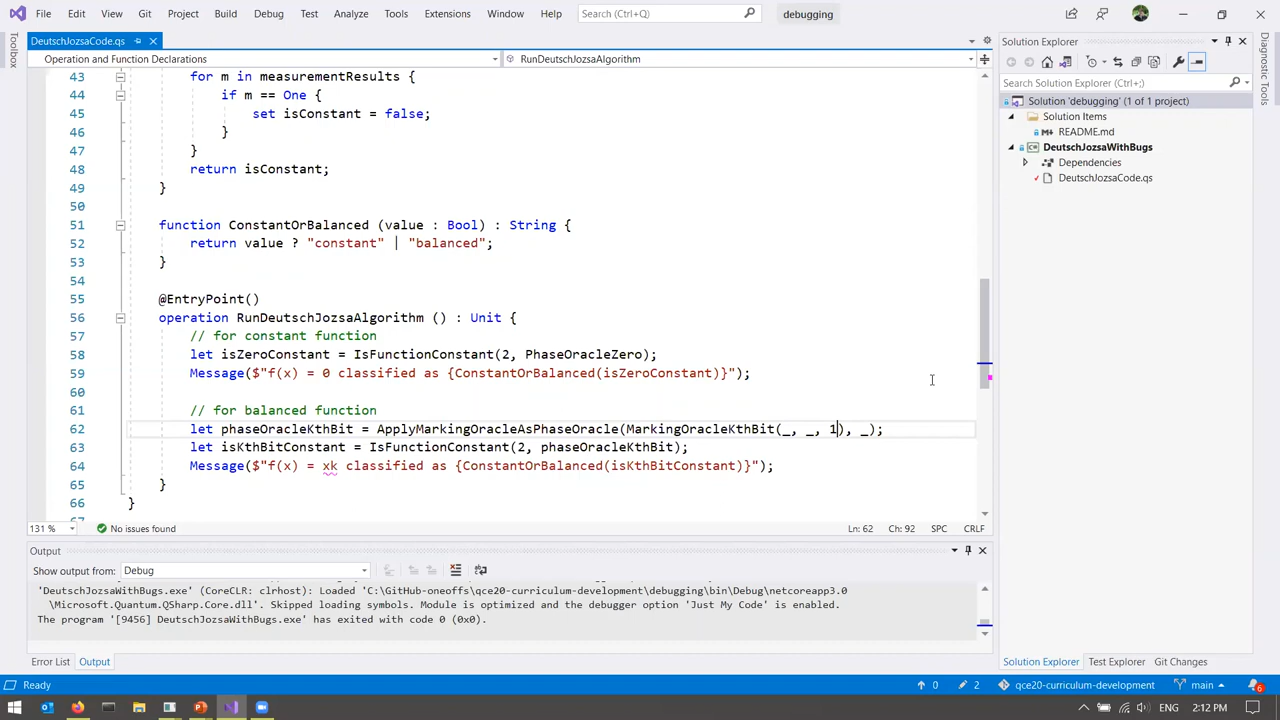 File Edit View Git Project Build Debug Test Analyze Tools Extensions Window Help Search (Ctrl+Q) debugging
Toolbox
DeutschJozsaCode.qs
Operation and Function Declarations RunDeutschJozsaAlgorithm
43 for m in measurementResults {
44 if m == One {
45 set isConstant = false;
46 }
47 }
48 return isConstant;
49 }
50
51 function ConstantOrBalanced (value : Bool) : String {
52 return value ? "constant" | "balanced";
53 }
54
55 @EntryPoint()
56 operation RunDeutschJozsaAlgorithm () : Unit {
57 // for constant function
58 let isZeroConstant = IsFunctionConstant(2, PhaseOracleZero);
59 Message($"f(x) = 0 classified as {ConstantOrBalanced(isZeroConstant)}");
60
61 // for balanced function
62 let phaseOracleKthBit = ApplyMarkingOracleAsPhaseOracle(MarkingOracleKthBit(_, _, 1), _);
63 let isKthBitConstant = IsFunctionConstant(2, phaseOracleKthBit);
64 Message($"f(x) = xk classified as {ConstantOrBalanced(isKthBitConstant)}");
65 }
66 }
131 % No issues found Ln: 62 Ch: 92 SPC CRLF
Output
Show output from: Debug
'DeutschJozsaWithBugs.exe' (CoreCLR: clrhost): Loaded 'C:\GitHub-oneoffs\qce20-curriculum-development\debugging\bin\Debug\netcoreapp3.0
\Microsoft.Quantum.QSharp.Core.dll'. Skipped loading symbols. Module is optimized and the debugger option 'Just My Code' is enabled.
The program '[9456] DeutschJozsaWithBugs.exe' has exited with code 0 (0x0).
Error List Output
Solution Explorer
Search Solution Explorer (Ctrl+;)
Solution 'debugging' (1 of 1 project)
Solution Items
README.md
DeutschJozsaWithBugs
Dependencies
DeutschJozsaCode.qs
Solution Explorer Test Explorer Git Changes
Diagnostic Tools
Ready 0 2 qce20-curriculum-development main 6
ENG 2:12 PM